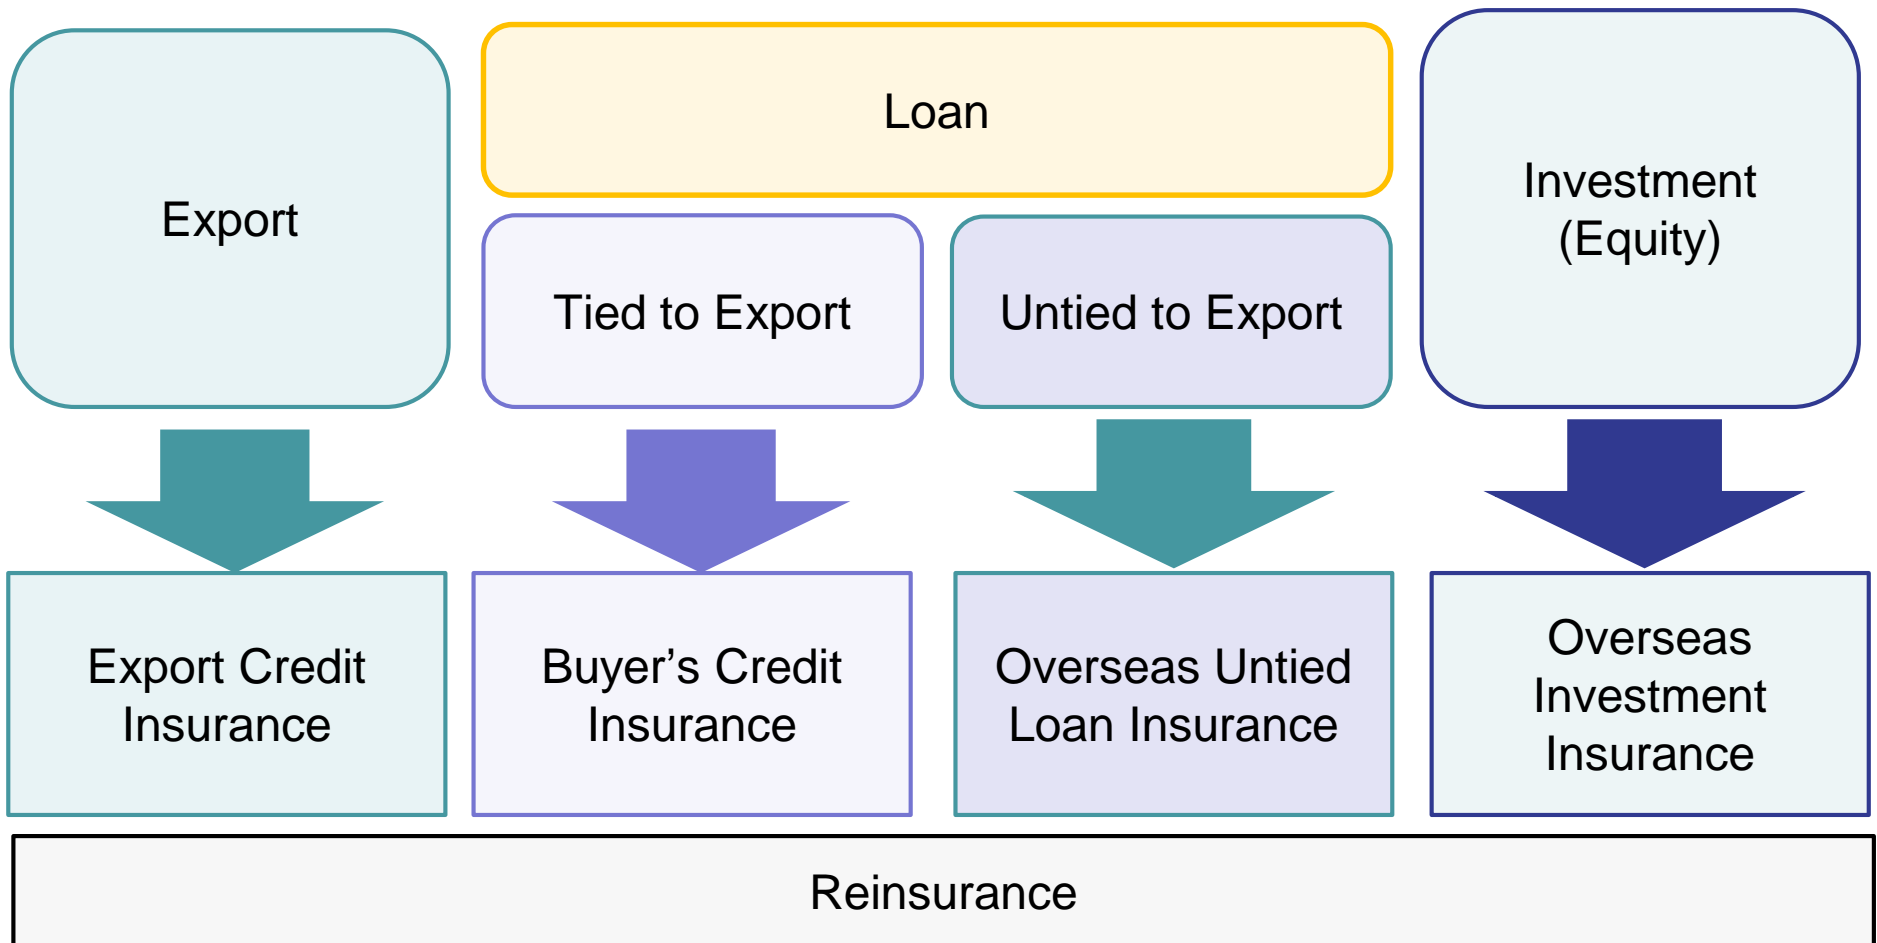 Export
Loan
Tied to Export
Untied to Export
Investment
(Equity)
Export Credit
Insurance
Buyer’s Credit
Insurance
Overseas Untied
Loan Insurance
Overseas
Investment
Insurance
Reinsurance